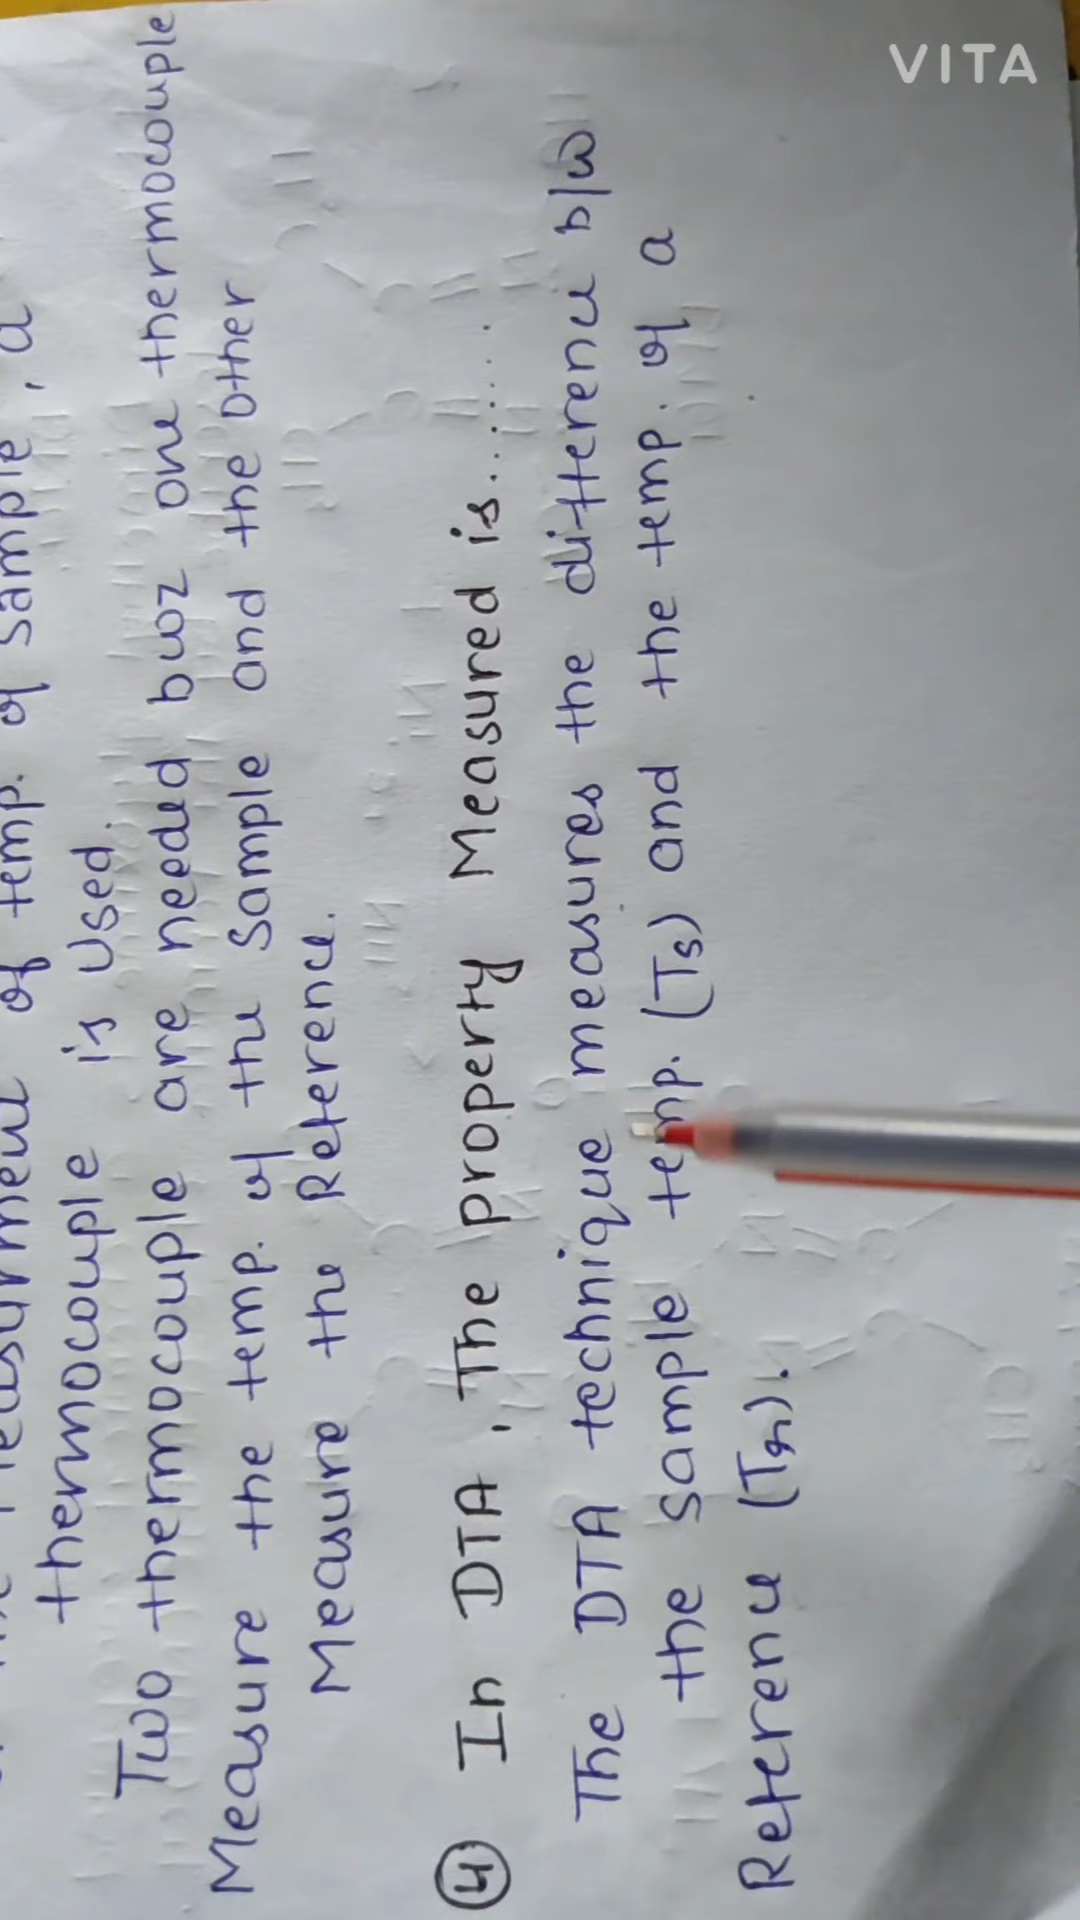 VITA
of temp. of sample, a
thermocouple is used.
Two thermocouple are needed bcoz one thermocouple
Measure the temp. of the sample and the other
Measure the Reference.
④ In DTA, The property Measured is.......
The DTA technique measures the difference b/w
the sample temp. (Ts) and the temp. of a
Reference (Tr).